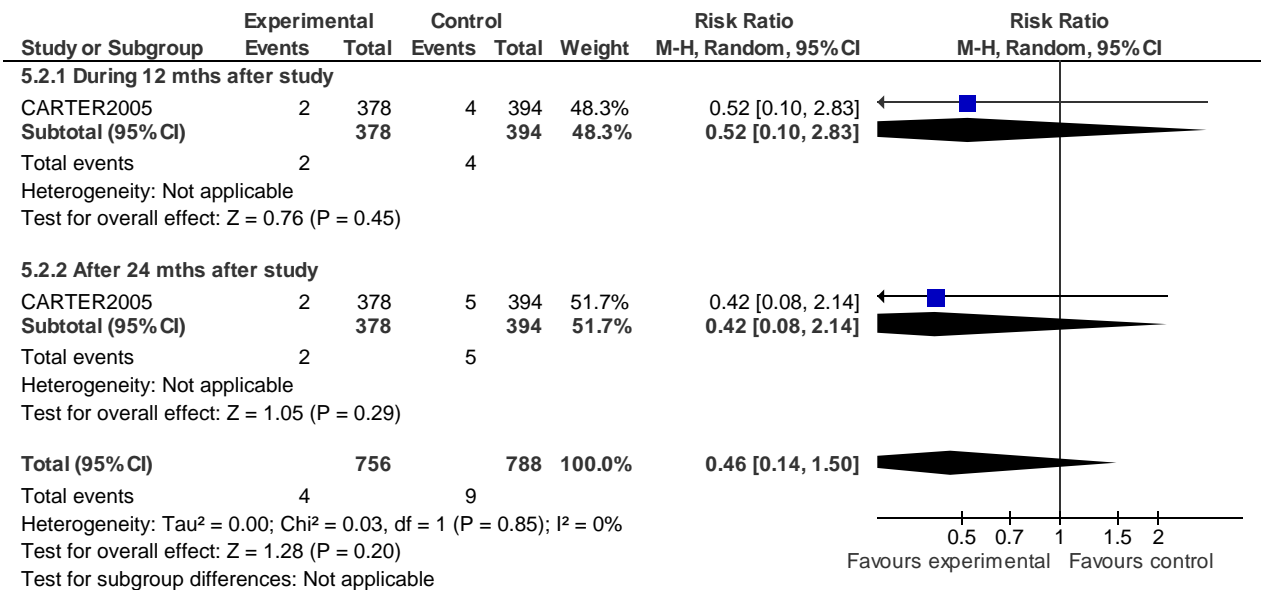 Experimental Control Risk Ratio Risk Ratio
Study or Subgroup Events Total Events Total Weight M-H, Random, 95% CI M-H, Random, 95% CI
5.2.1 During 12 mths after study
CARTER2005 2 378 4 394 48.3% 0.52 [0.10, 2.83]
Subtotal (95% CI) 378 394 48.3% 0.52 [0.10, 2.83]
Total events 2 4
Heterogeneity: Not applicable
Test for overall effect: Z = 0.76 (P = 0.45)
5.2.2 After 24 mths after study
CARTER2005 2 378 5 394 51.7% 0.42 [0.08, 2.14]
Subtotal (95% CI) 378 394 51.7% 0.42 [0.08, 2.14]
Total events 2 5
Heterogeneity: Not applicable
Test for overall effect: Z = 1.05 (P = 0.29)
Total (95% CI) 756 788 100.0% 0.46 [0.14, 1.50]
Total events 4 9
Heterogeneity: Tau² = 0.00; Chi² = 0.03, df = 1 (P = 0.85); I² = 0%
Test for overall effect: Z = 1.28 (P = 0.20)
Test for subgroup differences: Not applicable
0.5 0.7 1 1.5 2
Favours experimental Favours control